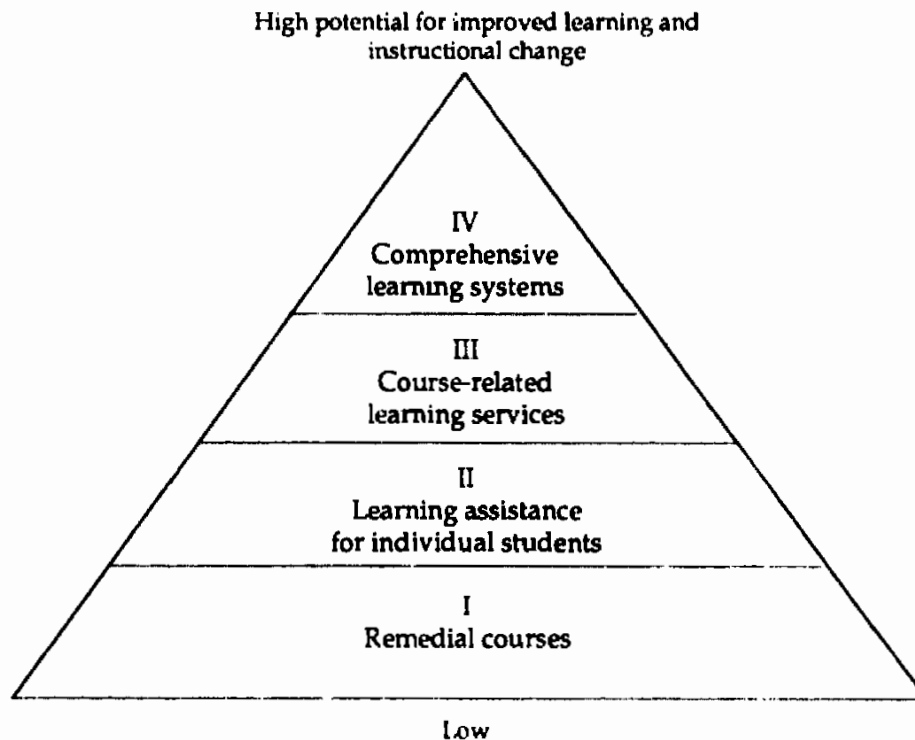 High potential for improved learning and
instructional change
IV
Comprehensive
learning systems
III
Course-related
learning services
II
Learning assistance
for individual students
I
Remedial courses
Low